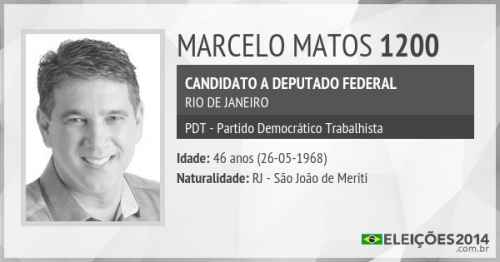 MARCELO MATOS 1200
CANDIDATO A DEPUTADO FEDERAL
RIO DE JANEIRO
PDT - Partido Democrático Trabalhista
Idade: 46 anos (26-05-1968)
Naturalidade: RJ - São João de Meriti
ELEIÇÕES2014
.com.br